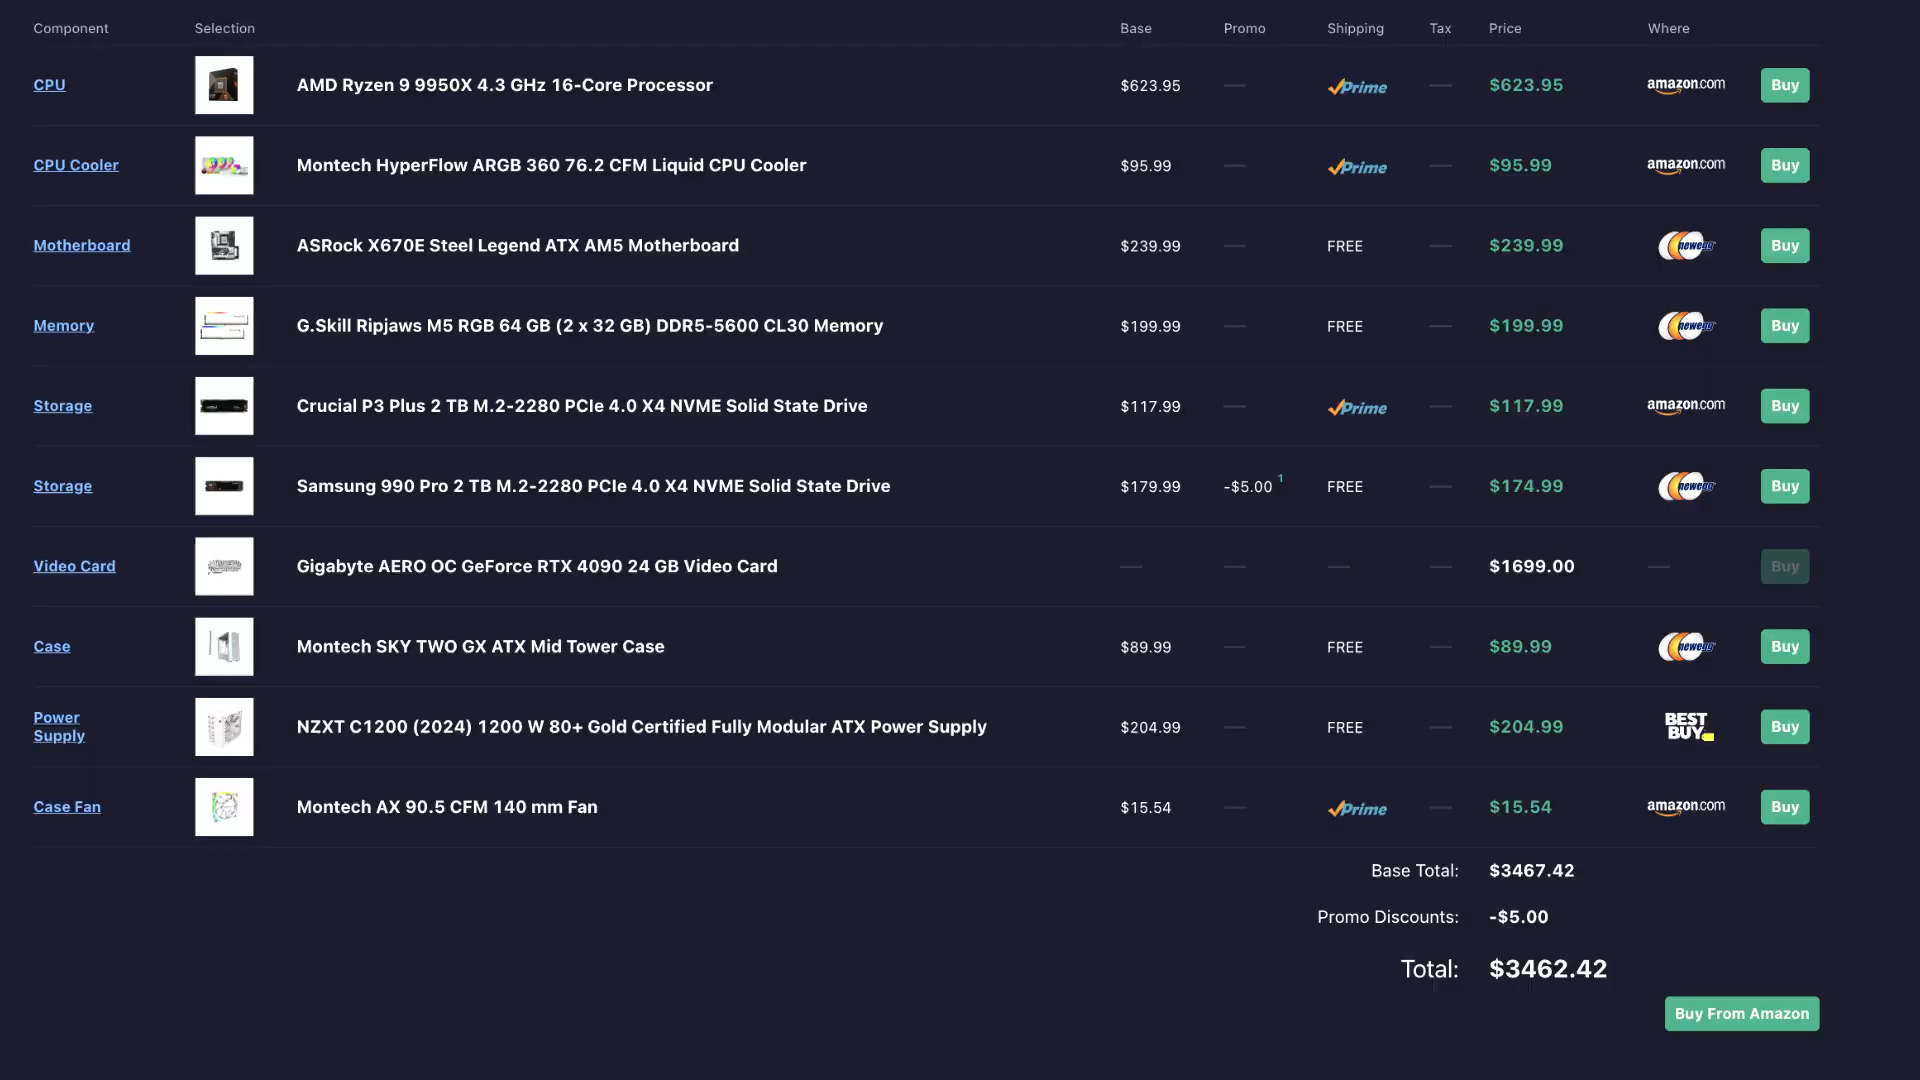 Component Selection Base Promo Shipping Tax Price Where
CPU AMD Ryzen 9 9950X 4.3 GHz 16-Core Processor $623.95 — Prime — $623.95 amazon.com Buy
CPU Cooler Montech HyperFlow ARGB 360 76.2 CFM Liquid CPU Cooler $95.99 — Prime — $95.99 amazon.com Buy
Motherboard ASRock X670E Steel Legend ATX AM5 Motherboard $239.99 — FREE — $239.99 newegg Buy
Memory G.Skill Ripjaws M5 RGB 64 GB (2 x 32 GB) DDR5-5600 CL30 Memory $199.99 — FREE — $199.99 newegg Buy
Storage Crucial P3 Plus 2 TB M.2-2280 PCIe 4.0 X4 NVME Solid State Drive $117.99 — Prime — $117.99 amazon.com Buy
Storage Samsung 990 Pro 2 TB M.2-2280 PCIe 4.0 X4 NVME Solid State Drive $179.99 -$5.00 1 FREE — $174.99 newegg Buy
Video Card Gigabyte AERO OC GeForce RTX 4090 24 GB Video Card — — — — $1699.00 — Buy
Case Montech SKY TWO GX ATX Mid Tower Case $89.99 — FREE — $89.99 newegg Buy
Power Supply NZXT C1200 (2024) 1200 W 80+ Gold Certified Fully Modular ATX Power Supply $204.99 — FREE — $204.99 BEST BUY Buy
Case Fan Montech AX 90.5 CFM 140 mm Fan $15.54 — Prime — $15.54 amazon.com Buy
Base Total: $3467.42
Promo Discounts: -$5.00
Total: $3462.42
Buy From Amazon